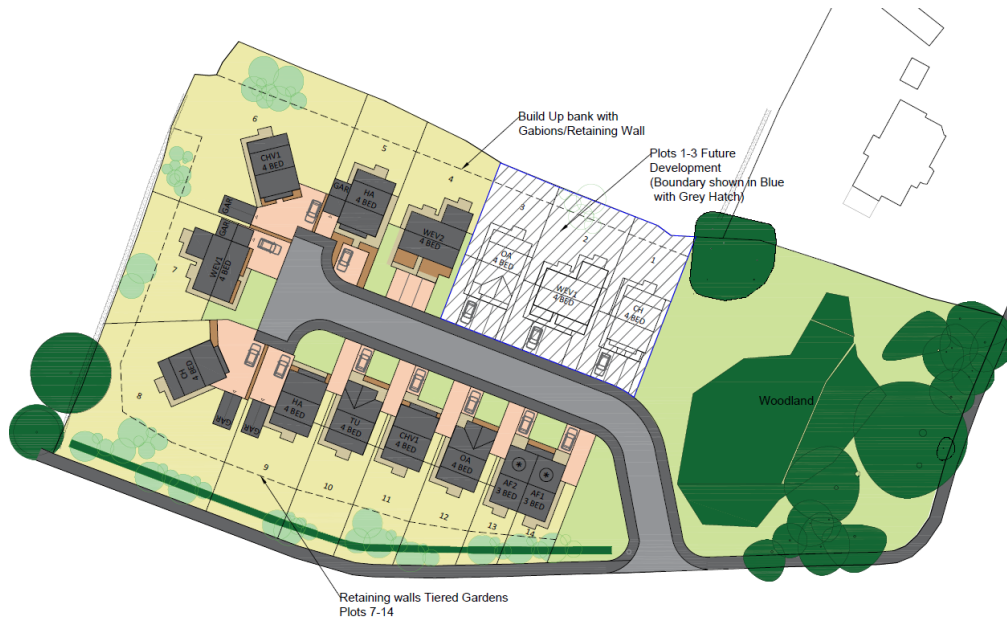 Build Up bank with
Gabions/Retaining Wall
Plots 1-3 Future
Development
(Boundary shown in Blue
with Grey Hatch)
6
5
4
3
2
1
CHV1
4 BED
GAR
HA
4 BED
WEV2
4 BED
OA
4 BED
WEV1
4 BED
CH
4 BED
GAR
GAR
WEV1
4 BED
7
CH
4 BED
8
GAR
GAR
HA
4 BED
TU
4 BED
CHV1
4 BED
OA
4 BED
AF2
3 BED
AF1
3 BED
9
10
11
12
13
14
Woodland
Retaining walls Tiered Gardens
Plots 7-14